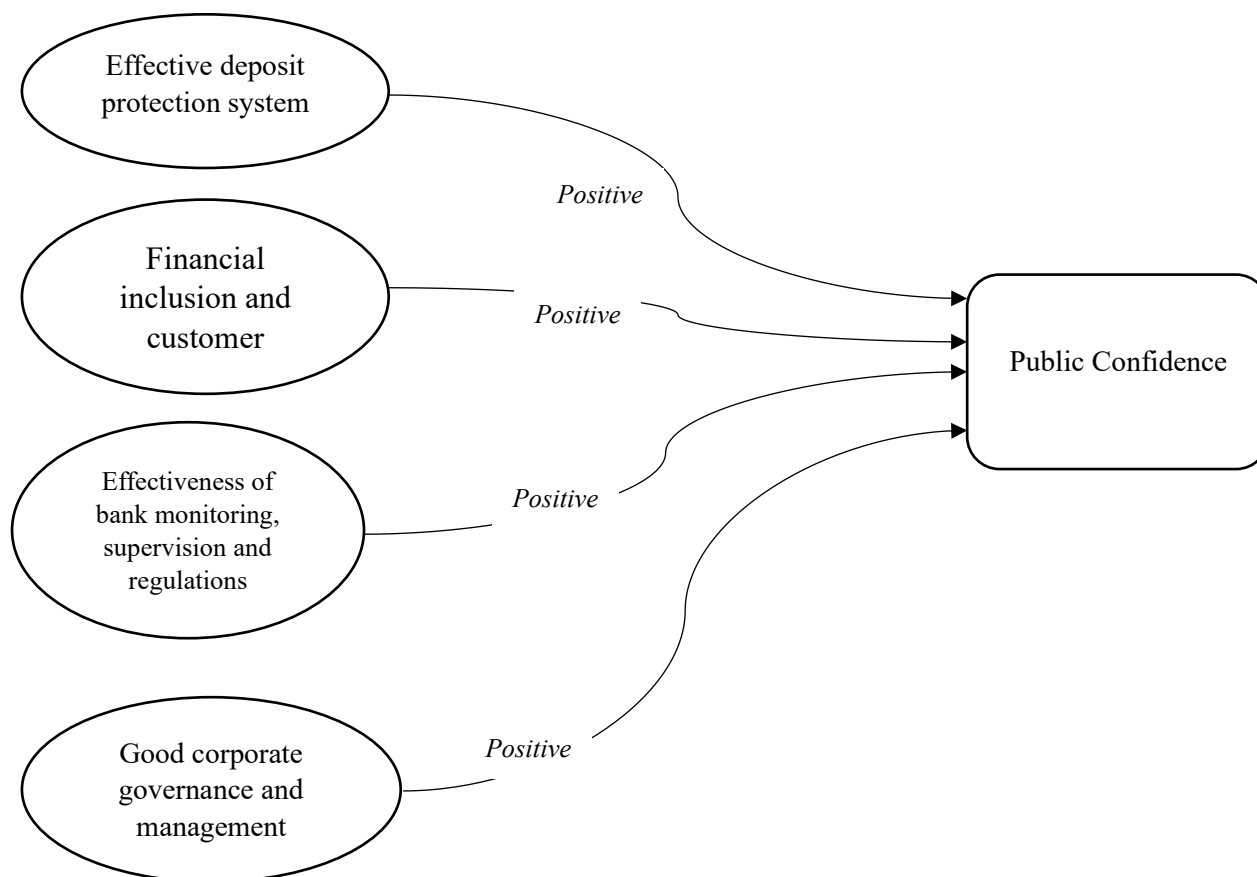 Effective deposit
protection system
Positive
Financial
inclusion and
customer
Positive
Public Confidence
Effectiveness of
bank monitoring,
supervision and
regulations
Positive
Good corporate
governance and
management
Positive